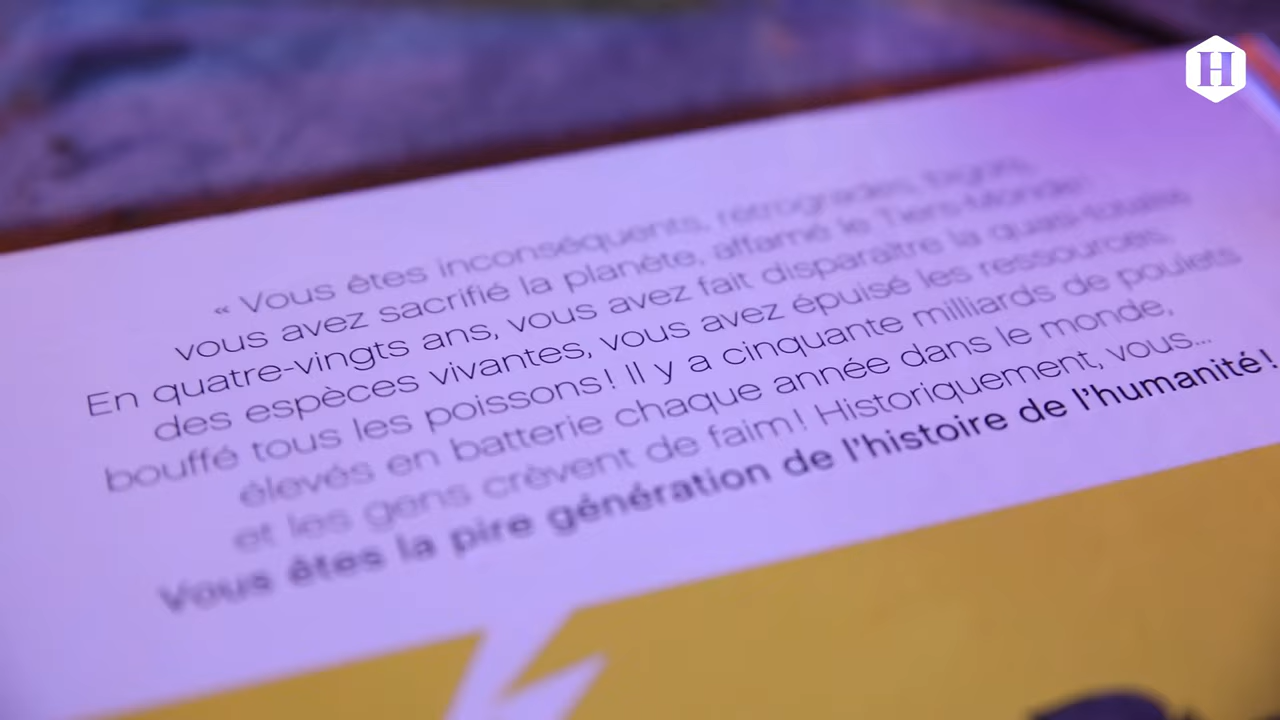 H
« Vous êtes inconséquents, rétrogrades, bigots,
vous avez sacrifié la planète, affamé le Tiers-Monde !
En quatre-vingts ans, vous avez fait disparaître la quasi-totalité
des espèces vivantes, vous avez épuisé les ressources,
bouffé tous les poissons ! Il y a cinquante milliards de poulets
élevés en batterie chaque année dans le monde,
et les gens crèvent de faim ! Historiquement, vous...
Vous êtes la pire génération de l'histoire de l'humanité !